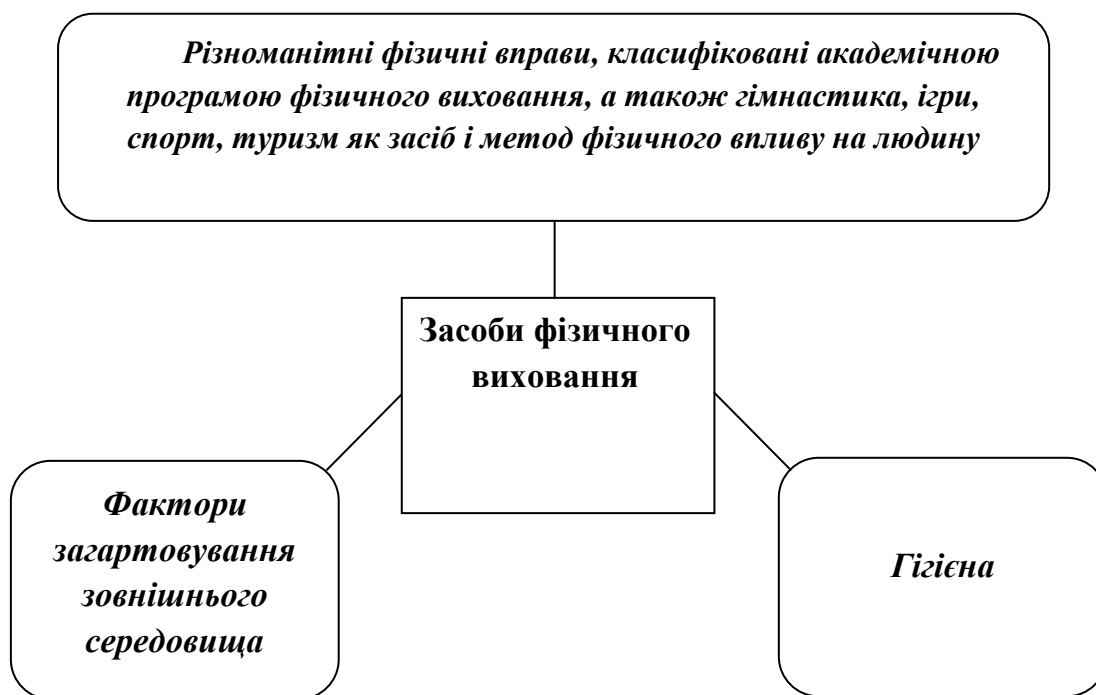 Різноманітні фізичні вправи, класифіковані академічною
програмою фізичного виховання, а також гімнастика, ігри,
спорт, туризм як засіб і метод фізичного впливу на людину
Засоби фізичного
виховання
Фактори
загартовування
зовнішнього
середовища
Гігієна